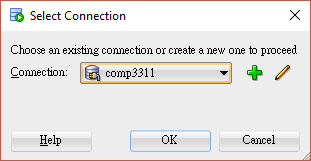 Select Connection
Choose an existing connection or create a new one to proceed
Connection: comp3311
Help OK Cancel